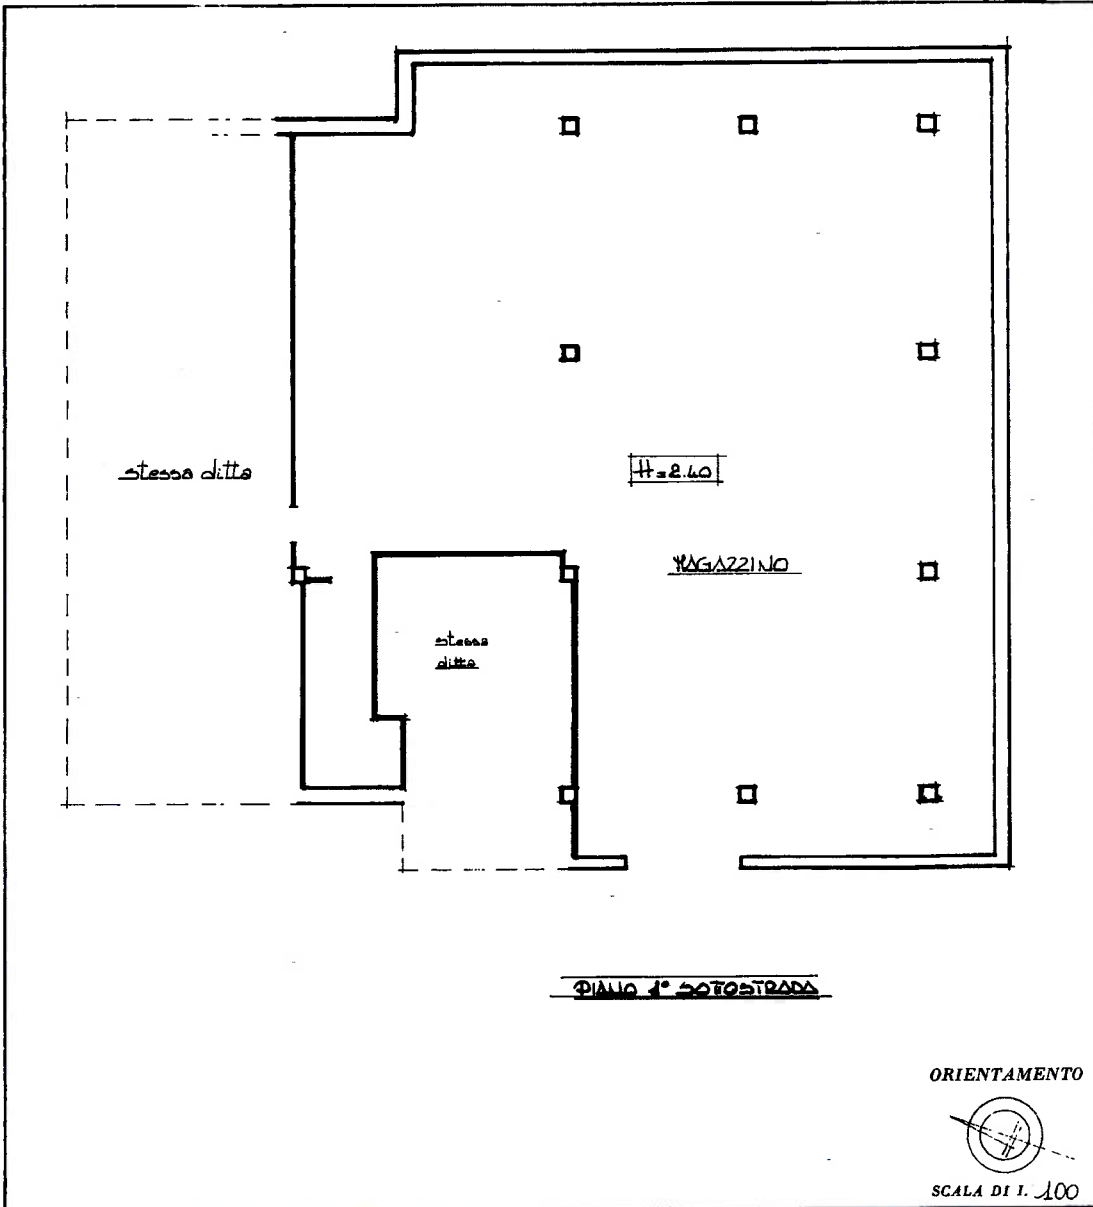 stessa ditta
H=2.40
MAGAZZINO
stessa
ditta
PIANO 1° SOTTOSTRADA
ORIENTAMENTO
SCALA DI 1. 100